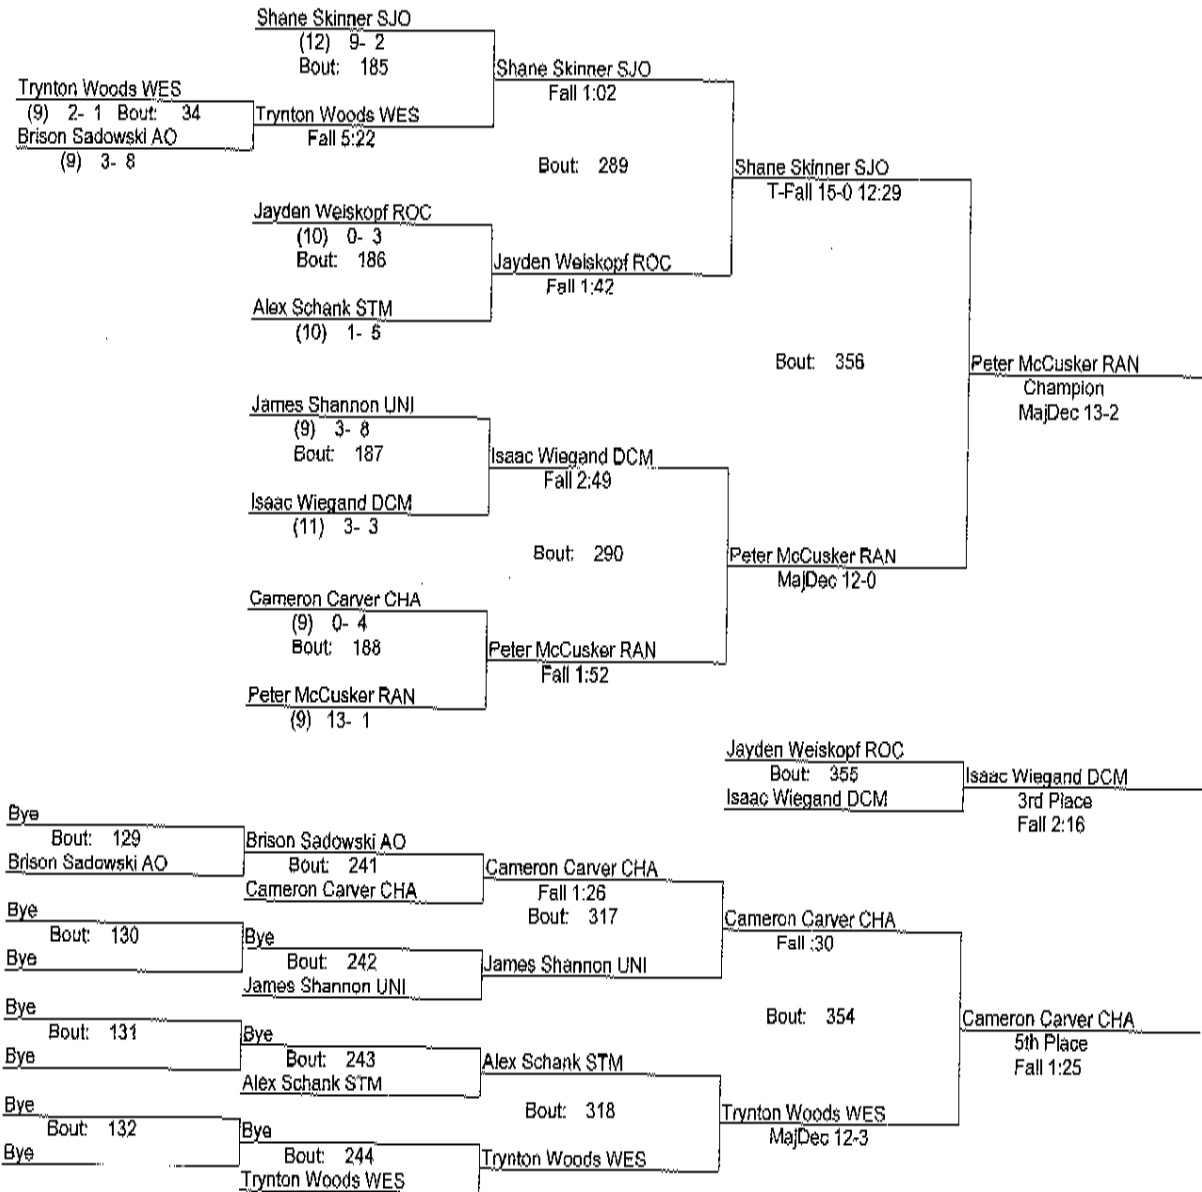 Shane Skinner SJO
(12) 9- 2
Bout: 185
Shane Skinner SJO
Fall 1:02
Trynton Woods WES
(9) 2- 1 Bout: 34
Trynton Woods WES
Fall 5:22
Brison Sadowski AO
(9) 3- 8
Bout: 289
Shane Skinner SJO
T-Fall 15-0 12:29
Jayden Weiskopf ROC
(10) 0- 3
Bout: 186
Jayden Weiskopf ROC
Fall 1:42
Alex Schank STM
(10) 1- 5
Bout: 356
Peter McCusker RAN
Champion
MajDec 13-2
James Shannon UNI
(9) 3- 8
Bout: 187
Isaac Wiegand DCM
Fall 2:49
Isaac Wiegand DCM
(11) 3- 3
Bout: 290
Peter McCusker RAN
MajDec 12-0
Cameron Carver CHA
(9) 0- 4
Bout: 188
Peter McCusker RAN
Fall 1:52
Peter McCusker RAN
(9) 13- 1
Jayden Weiskopf ROC
Bout: 355
Isaac Wiegand DCM
Isaac Wiegand DCM
3rd Place
Fall 2:16
Bye
Bout: 129
Brison Sadowski AO
Brison Sadowski AO
Bout: 241
Cameron Carver CHA
Cameron Carver CHA
Fall 1:26
Bout: 317
Bye
Bout: 130
Bye
Bye
Bout: 242
James Shannon UNI
James Shannon UNI
Cameron Carver CHA
Fall :30
Bye
Bout: 131
Bye
Bye
Bout: 243
Alex Schank STM
Alex Schank STM
Bout: 354
Cameron Carver CHA
5th Place
Fall 1:25
Bye
Bout: 132
Bye
Bye
Bout: 244
Trynton Woods WES
Bout: 318
Trynton Woods WES
Trynton Woods WES
MajDec 12-3